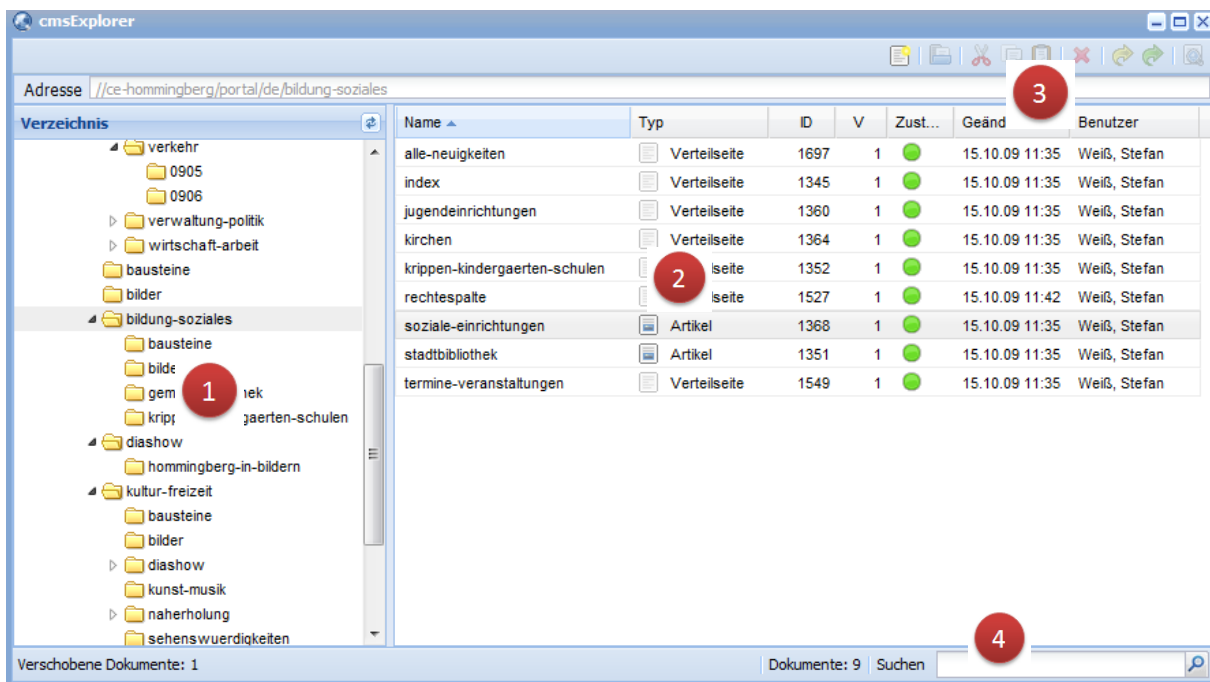 cmsExplorer
Adresse //ce-hommingberg/portal/de/bildung-soziales
Verzeichnis
verkehr
0905
0906
verwaltung-politik
wirtschaft-arbeit
bausteine
bilder
bildung-soziales
bausteine
1
diashow
hommingberg-in-bildern
kultur-freizeit
bausteine
bilder
diashow
kunst-musik
naherholung
sehenswuerdigkeiten
3
Name Typ ID V Zust... Geänd Benutzer
alle-neuigkeiten Verteilseite 1697 1 15.10.09 11:35 Weiß, Stefan
index Verteilseite 1345 1 15.10.09 11:35 Weiß, Stefan
jugendeinrichtungen Verteilseite 1360 1 15.10.09 11:35 Weiß, Stefan
kirchen Verteilseite 1364 1 15.10.09 11:35 Weiß, Stefan
krippen-kindergaerten-schulen 1352 1 15.10.09 11:35 Weiß, Stefan
2
rechtespalte 1527 1 15.10.09 11:42 Weiß, Stefan
soziale-einrichtungen Artikel 1368 1 15.10.09 11:35 Weiß, Stefan
stadtbibliothek Artikel 1351 1 15.10.09 11:35 Weiß, Stefan
termine-veranstaltungen Verteilseite 1549 1 15.10.09 11:35 Weiß, Stefan
4
Verschobene Dokumente: 1 Dokumente: 9 Suchen